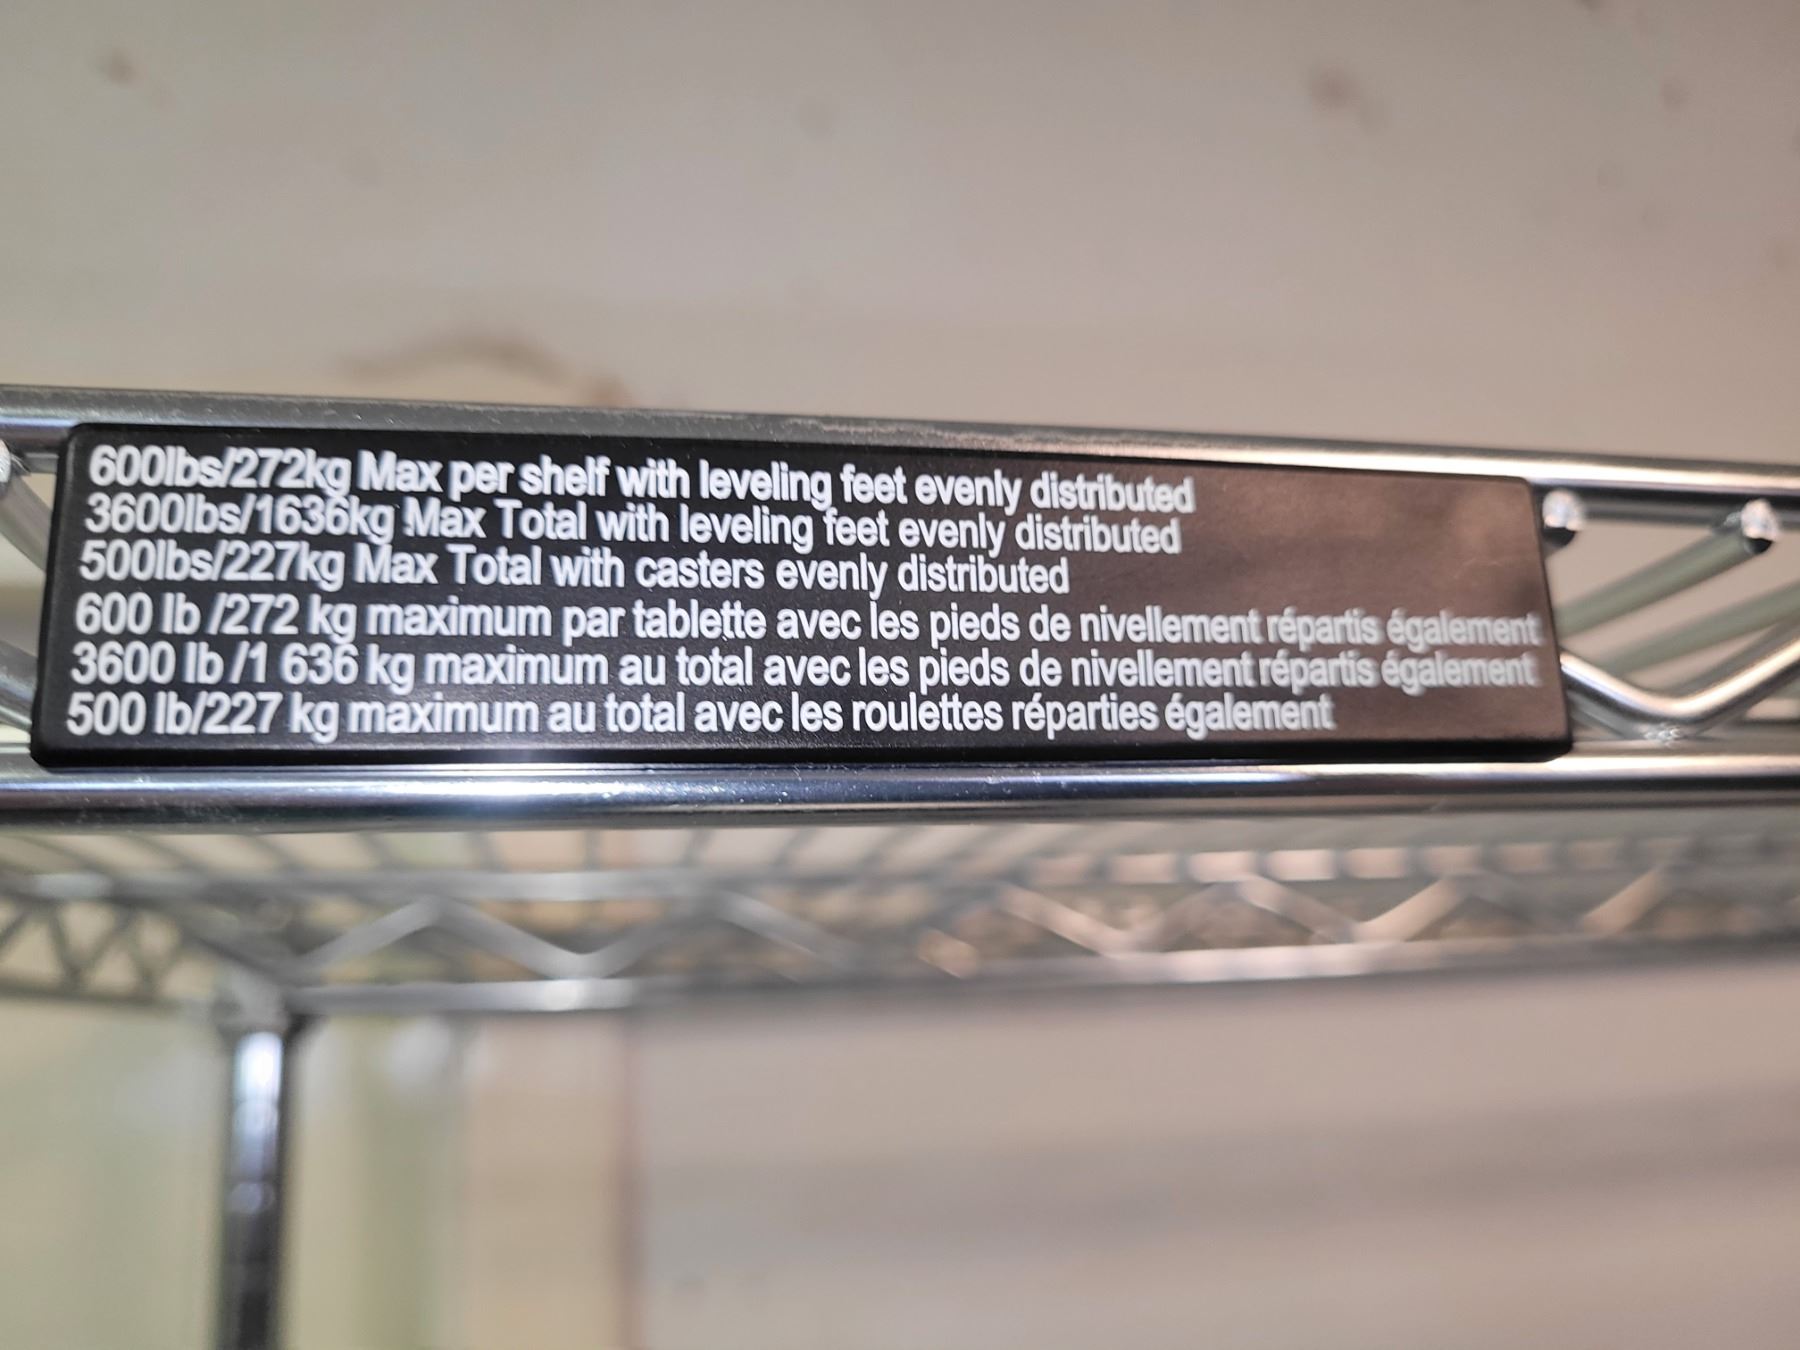 600lbs/272kg Max per shelf with leveling feet evenly distributed
3600lbs/1636kg Max Total with leveling feet evenly distributed
500lbs/227kg Max Total with casters evenly distributed
600 lb /272 kg maximum par tablette avec les pieds de nivellement répartis également
3600 lb /1 636 kg maximum au total avec les pieds de nivellement répartis également
500 lb/227 kg maximum au total avec les roulettes réparties également